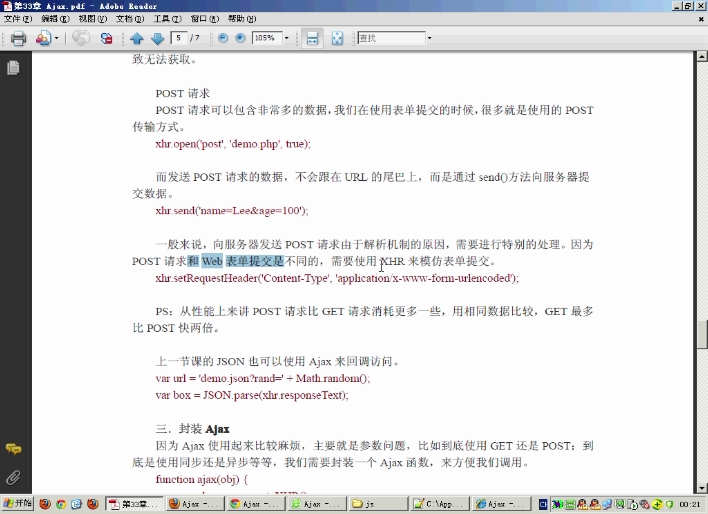 第33章 Ajax.pdf - Adobe Reader
文件(F) 编辑(E) 视图(V) 文档(D) 工具(T) 窗口(W) 帮助(H)
5 / 7 105% 查找
致无法获取。
POST 请求
POST 请求可以包含非常多的数据，我们在使用表单提交的时候，很多就是使用的 POST
传输方式。
xhr.open('post', 'demo.php', true);
而发送 POST 请求的数据，不会跟在 URL 的尾巴上，而是通过 send()方法向服务器提
交数据。
xhr.send('name=Lee&age=100');
一般来说，向服务器发送 POST 请求由于解析机制的原因，需要进行特别的处理。因为
POST 请求和 Web 表单提交是不同的，需要使用 XHR 来模仿表单提交。
xhr.setRequestHeader('Content-Type', 'application/x-www-form-urlencoded');
PS：从性能上来讲 POST 请求比 GET 请求消耗更多一些，用相同数据比较，GET 最多
比 POST 快两倍。
上一节课的 JSON 也可以使用 Ajax 来回调访问。
var url = 'demo.json?rand=' + Math.random();
var box = JSON.parse(xhr.responseText);
三．封装 Ajax
因为 Ajax 使用起来比较麻烦，主要就是参数问题，比如到底使用 GET 还是 POST；到
底是使用同步还是异步等等，我们需要封装一个 Ajax 函数，来方便我们调用。
function ajax(obj) {
开始 第33章... Ajax -... Ajax -... Ajax -... js C:\App... Ajax -... 00:21